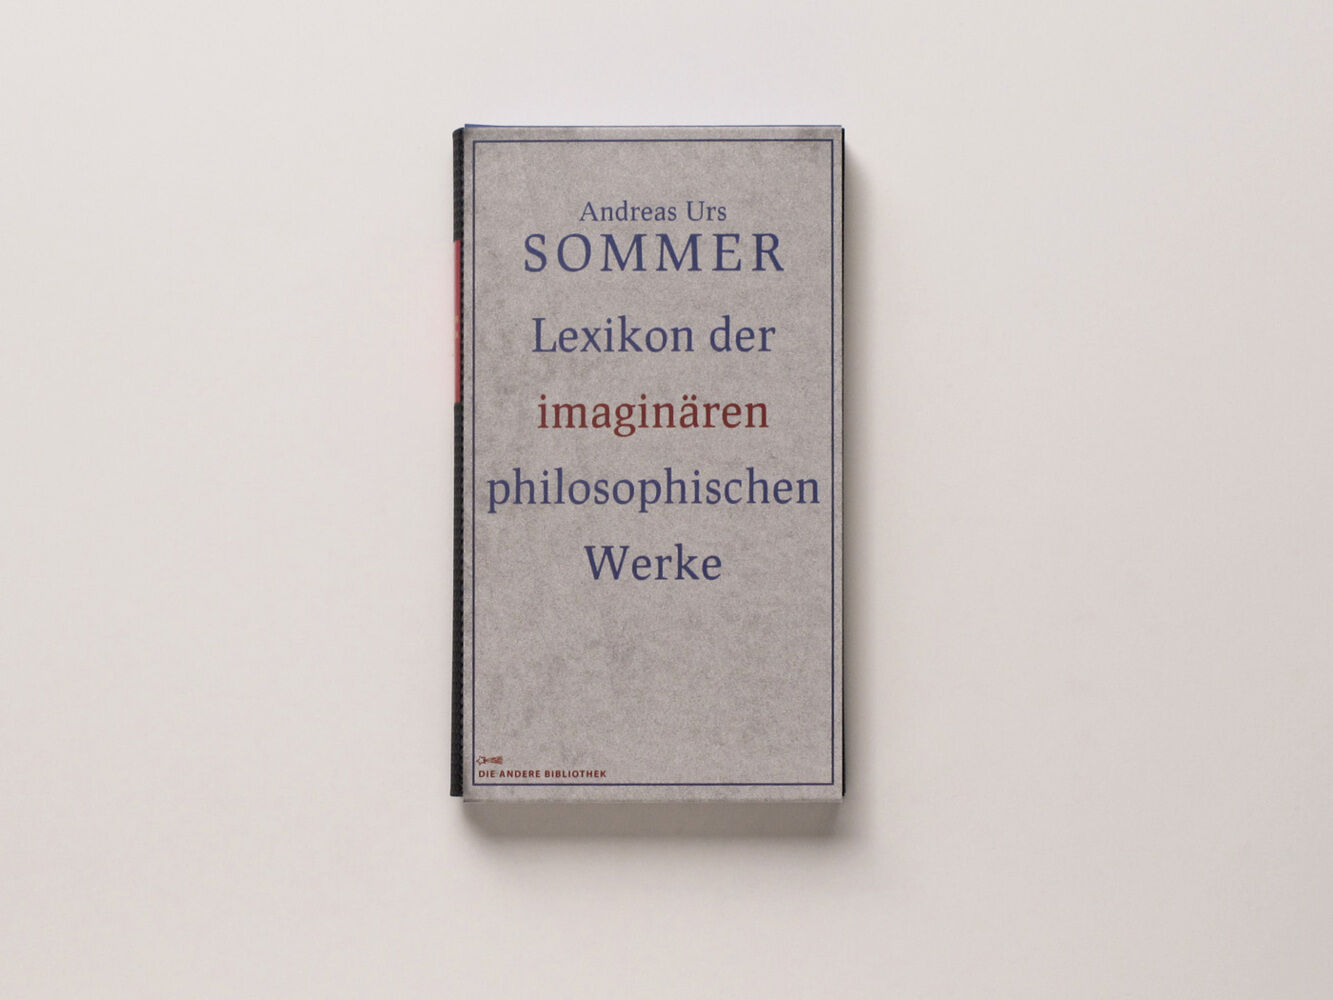 Andreas Urs
SOMMER
Lexikon der
imaginären
philosophischen
Werke
DIE ANDERE BIBLIOTHEK